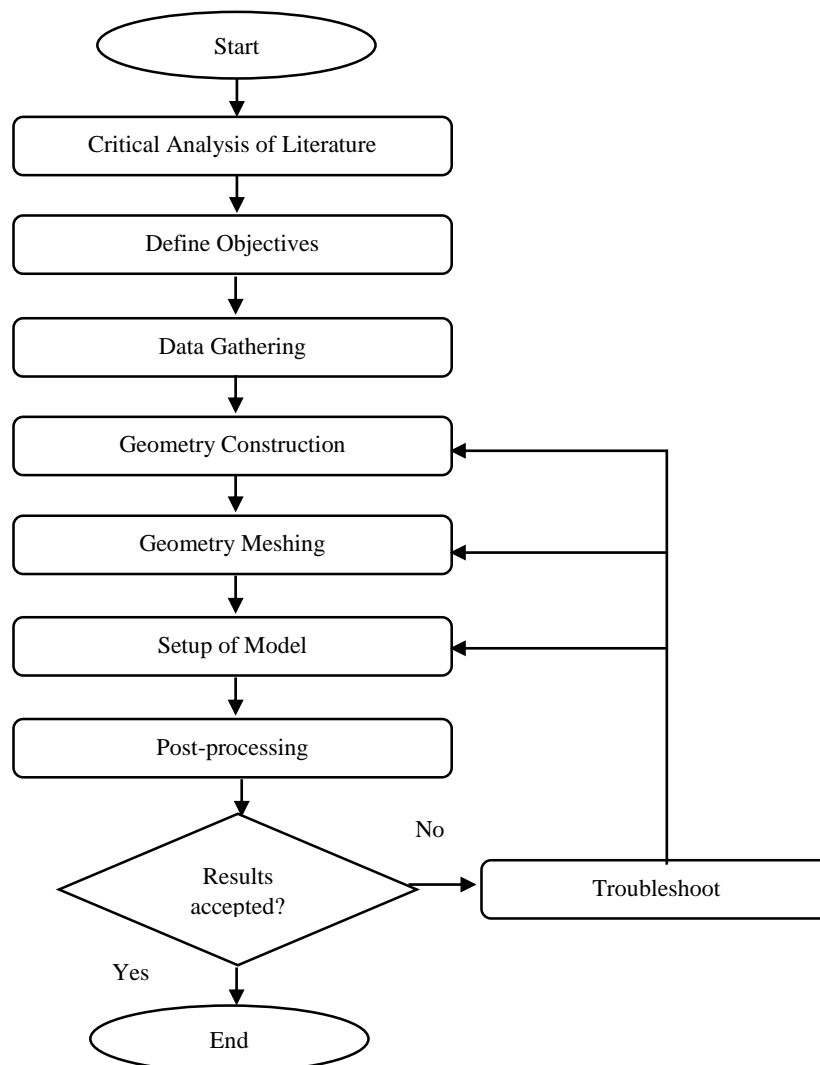 Start
Critical Analysis of Literature
Define Objectives
Data Gathering
Geometry Construction
Geometry Meshing
Setup of Model
Post-processing
No
Results
accepted?
Troubleshoot
Yes
End